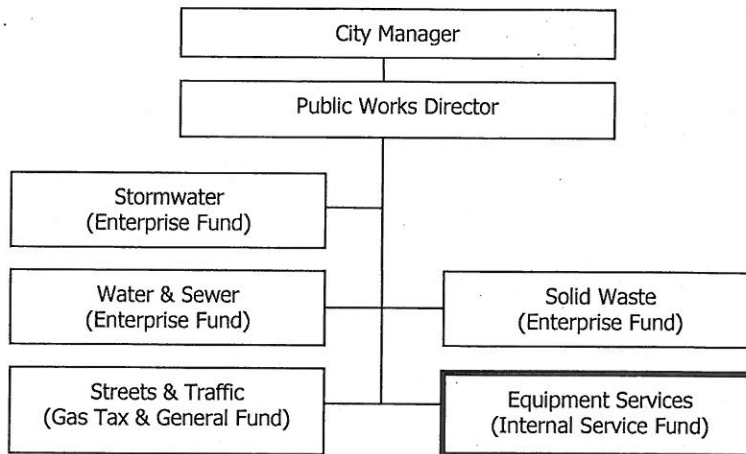 City Manager
Public Works Director
Stormwater
(Enterprise Fund)
Water & Sewer
(Enterprise Fund)
Solid Waste
(Enterprise Fund)
Streets & Traffic
(Gas Tax & General Fund)
Equipment Services
(Internal Service Fund)